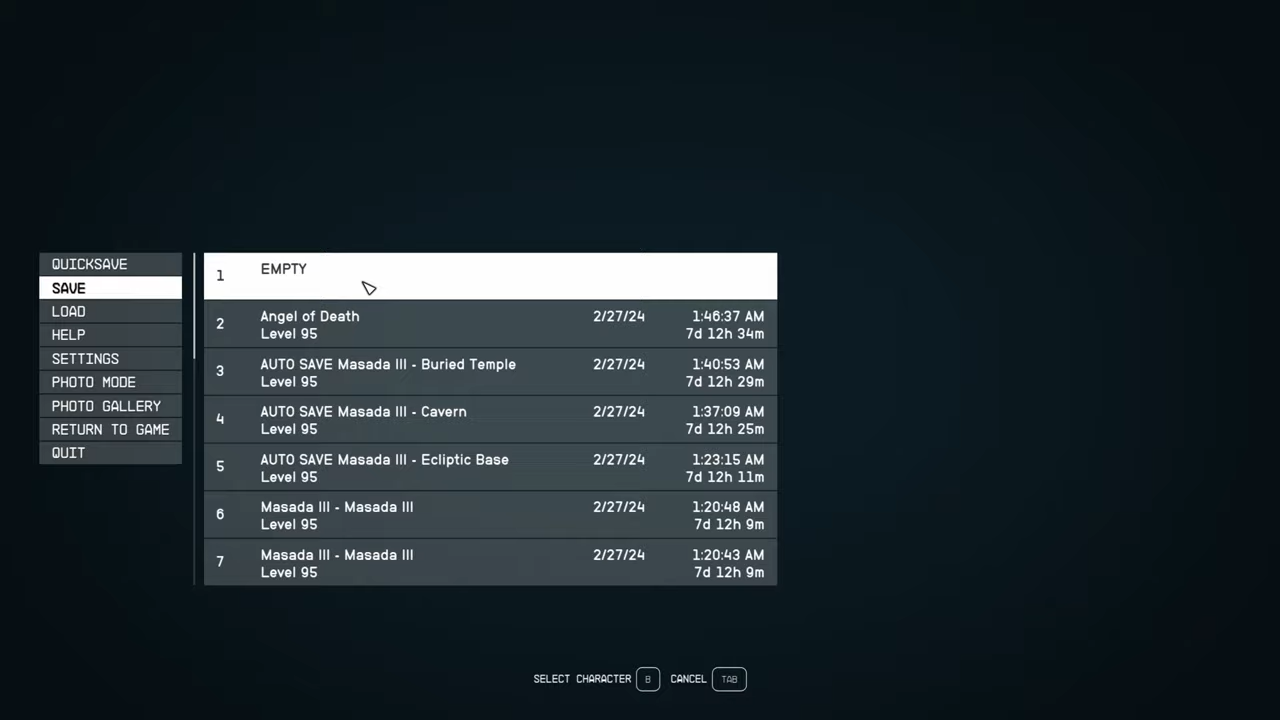 QUICKSAVE
SAVE
LOAD
HELP
SETTINGS
PHOTO MODE
PHOTO GALLERY
RETURN TO GAME
QUIT
1 EMPTY
2 Angel of Death 2/27/24 1:46:37 AM
Level 95 7d 12h 34m
3 AUTO SAVE Masada III - Buried Temple 2/27/24 1:40:53 AM
Level 95 7d 12h 29m
4 AUTO SAVE Masada III - Cavern 2/27/24 1:37:09 AM
Level 95 7d 12h 25m
5 AUTO SAVE Masada III - Ecliptic Base 2/27/24 1:23:15 AM
Level 95 7d 12h 11m
6 Masada III - Masada III 2/27/24 1:20:48 AM
Level 95 7d 12h 9m
7 Masada III - Masada III 2/27/24 1:20:43 AM
Level 95 7d 12h 9m
SELECT CHARACTER B CANCEL TAB